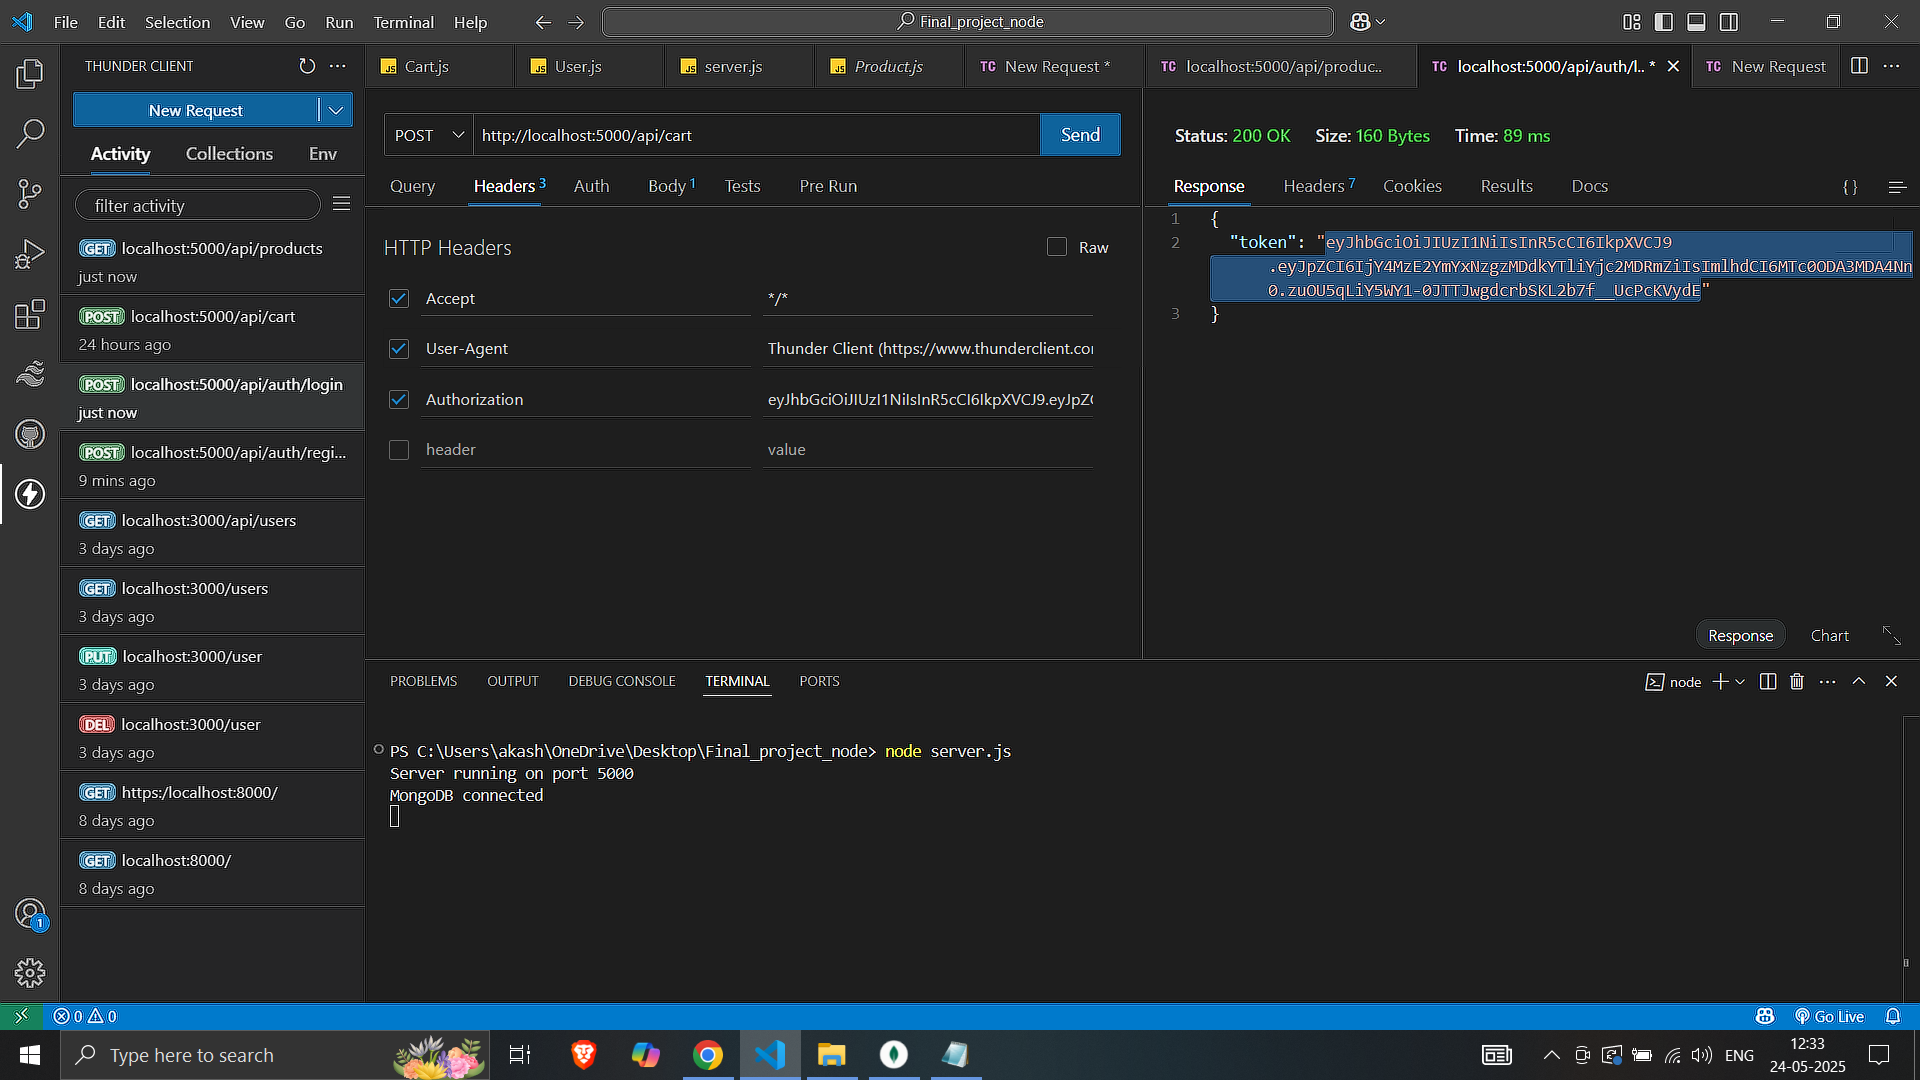 File Edit Selection View Go Run Terminal Help
Final_project_node
THUNDER CLIENT
New Request
Activity Collections Env
filter activity
GET localhost:5000/api/products
just now
POST localhost:5000/api/cart
24 hours ago
POST localhost:5000/api/auth/login
just now
POST localhost:5000/api/auth/regi...
9 mins ago
GET localhost:3000/api/users
3 days ago
GET localhost:3000/users
3 days ago
PUT localhost:3000/user
3 days ago
DEL localhost:3000/user
3 days ago
GET https:/localhost:8000/
8 days ago
GET localhost:8000/
8 days ago
1
JS Cart.js JS User.js JS server.js JS Product.js TC New Request * TC localhost:5000/api/produc.. TC localhost:5000/api/auth/l.. * TC New Request
POST http://localhost:5000/api/cart Send
Query Headers 3 Auth Body 1 Tests Pre Run
HTTP Headers Raw
Accept */*
User-Agent Thunder Client (https://www.thunderclient.co
Authorization eyJhbGciOiJIUzI1NiIsInR5cCI6IkpXVCJ9.eyJpZ
header value
Status: 200 OK Size: 160 Bytes Time: 89 ms
Response Headers 7 Cookies Results Docs {}
1 {
2 "token": "eyJhbGciOiJIUzI1NiIsInR5cCI6IkpXVCJ9
.eyJpZCI6IjY4MzE2YmYxNzgzMDdkYTliYjc2MDRmZiIsImlhdCI6MTc0ODA3MDA4Nn
0.zuOU5qLiY5WY1-0JTTJwgdcrbSKL2b7f__UcPcKVydE"
3 }
Response Chart
PROBLEMS OUTPUT DEBUG CONSOLE TERMINAL PORTS
node
PS C:\Users\akash\OneDrive\Desktop\Final_project_node> node server.js
Server running on port 5000
MongoDB connected
0 0
Go Live
Type here to search
ENG
12:33
24-05-2025